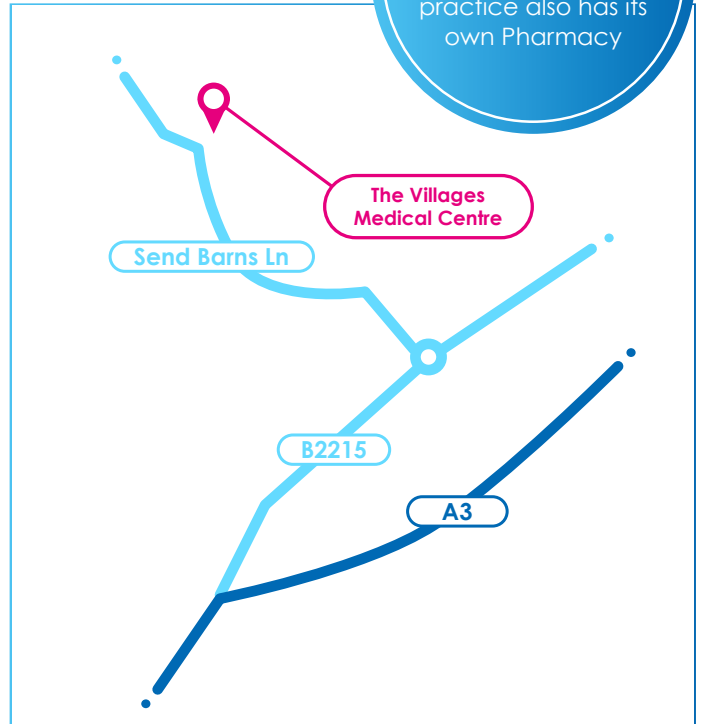 practice also has its
own Pharmacy
The Villages
Medical Centre
Send Barns Ln
B2215
A3